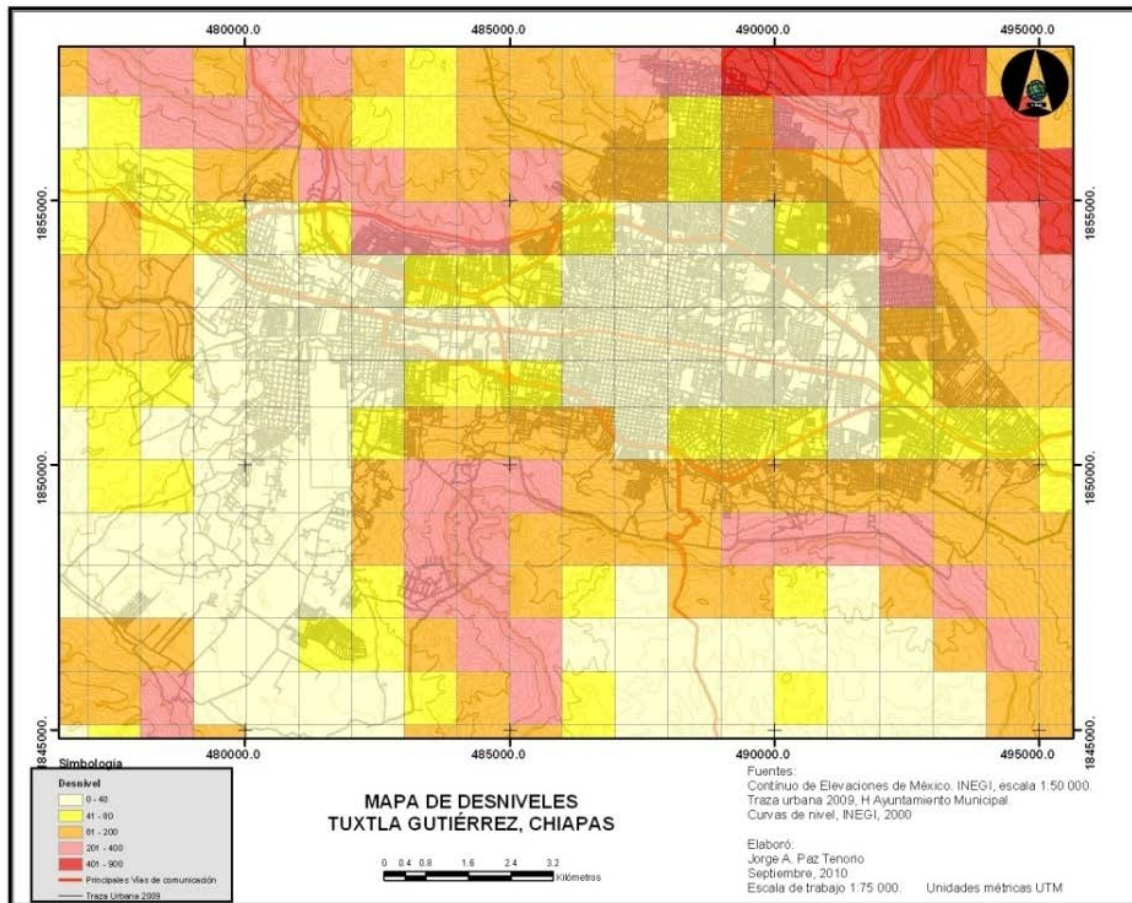 480000.0 485000.0 490000.0 495000.0
1855000. 1855000.
1850000. 1850000.
1845000. 1845000.
480000.0 485000.0 490000.0 495000.0
Simbología
Desnivel
0 - 40
41 - 80
81 - 200
201 - 400
401 - 900
Principales Vías de comunicación
Traza Urbana 2009
MAPA DE DESNIVELES
TUXTLA GUTIÉRREZ, CHIAPAS
0 0.4 0.8 1.6 2.4 3.2
Kilómetros
Fuentes:
Contínuo de Elevaciones de México. INEGI, escala 1:50 000.
Traza urbana 2009, H Ayuntamiento Municipal.
Curvas de nivel, INEGI, 2000
Elaboró:
Jorge A. Paz Tenorio
Septiembre, 2010
Escala de trabajo 1:75 000. Unidades métricas UTM